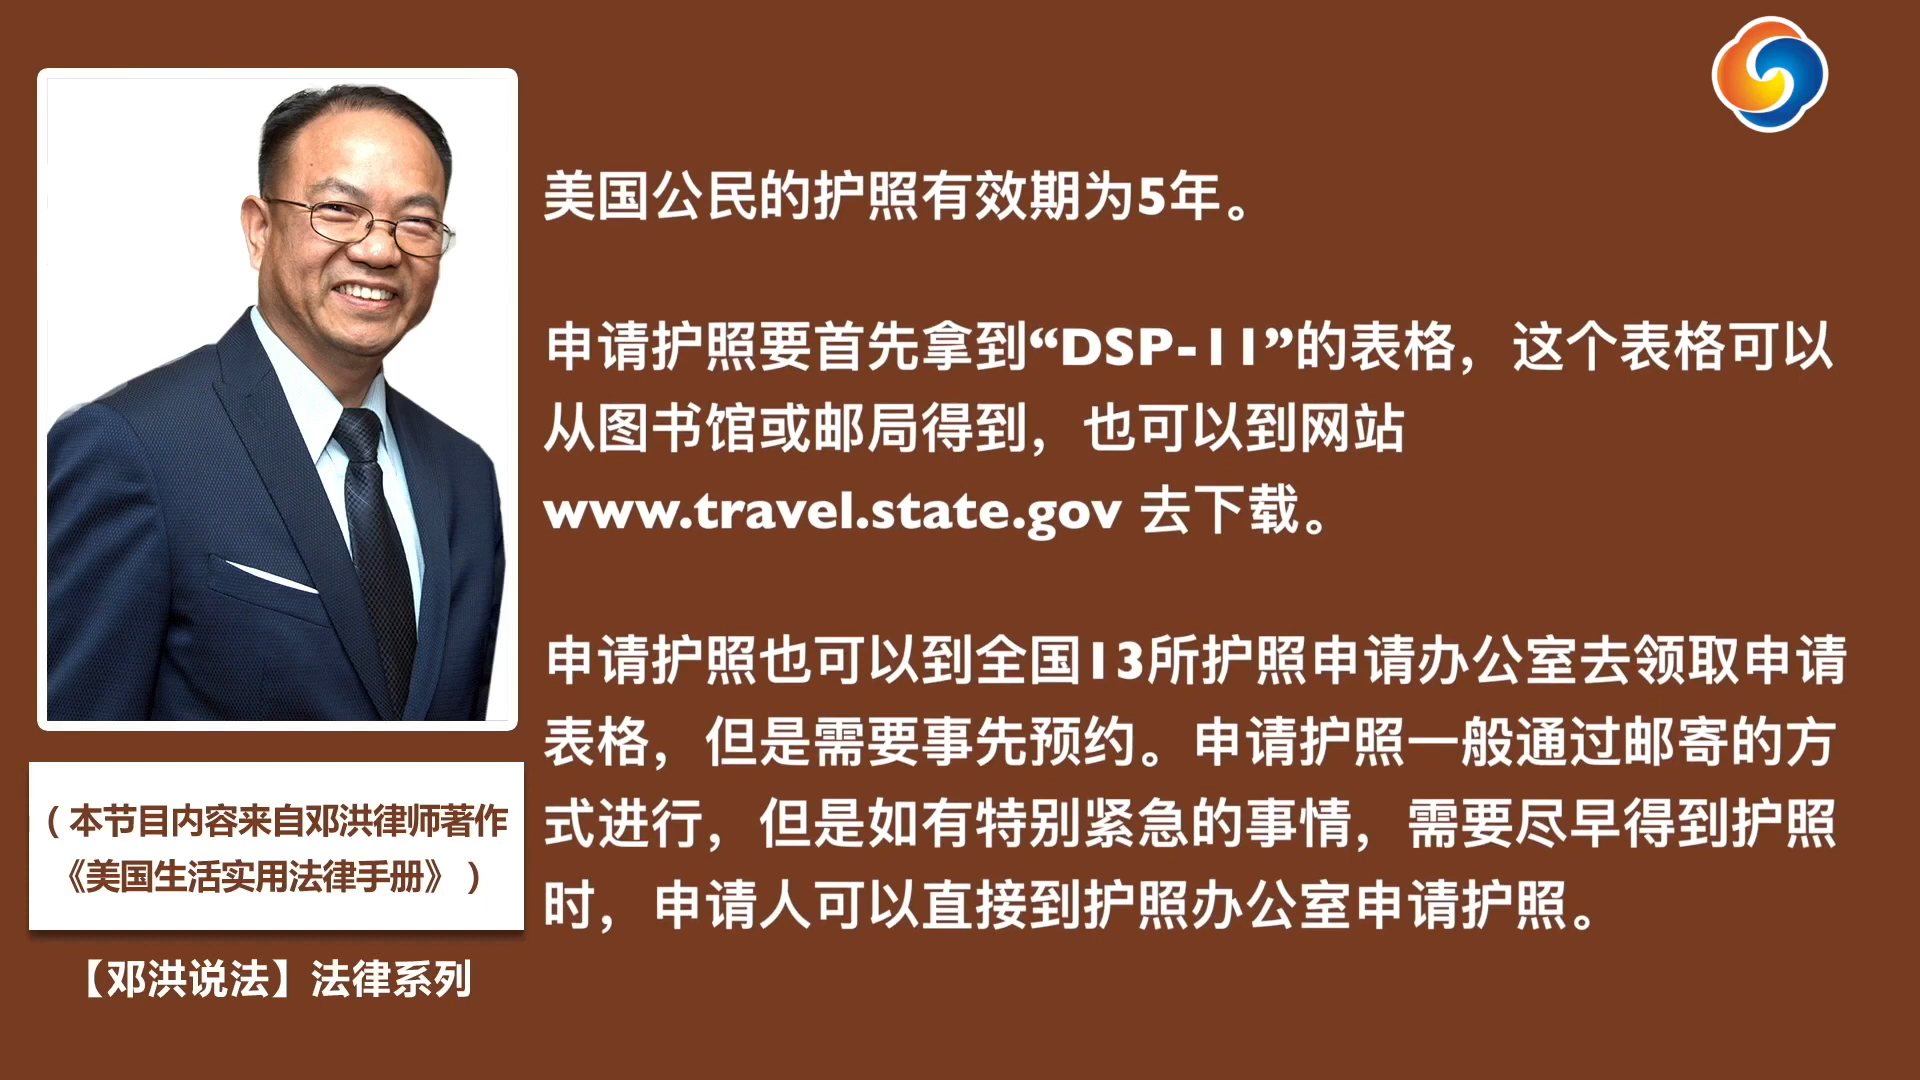 美国公民的护照有效期为5年。
申请护照要首先拿到“DSP-11”的表格，这个表格可以
从图书馆或邮局得到，也可以到网站
www.travel.state.gov 去下载。
申请护照也可以到全国13所护照申请办公室去领取申请
表格，但是需要事先预约。申请护照一般通过邮寄的方
式进行，但是如有特别紧急的事情，需要尽早得到护照
时，申请人可以直接到护照办公室申请护照。
（本节目内容来自邓洪律师著作
《美国生活实用法律手册》）
【邓洪说法】法律系列